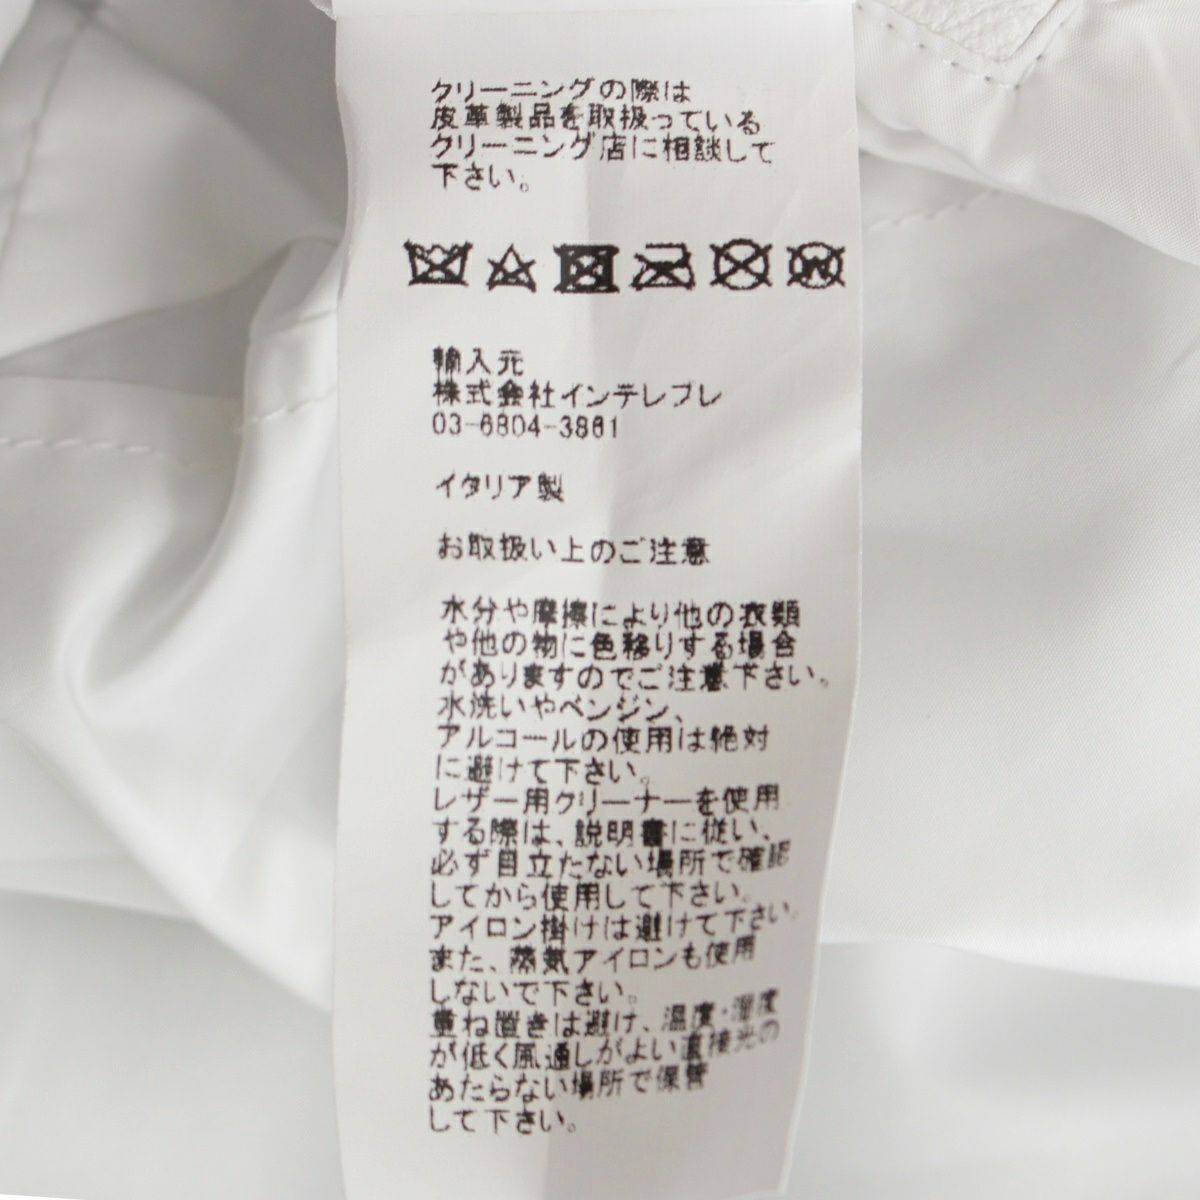 クリーニングの際は
皮革製品を取扱っている
クリーニング店に相談して
下さい。
W
輸入元
株式会社インテレプレ
03-6804-3861
イタリア製
お取扱い上のご注意
水分や摩擦により他の衣類
や他の物に色移りする場合
がありますのでご注意下さい。
水洗いやベンジン、
アルコールの使用は絶対
に避けて下さい。
レザー用クリーナーを使用
する際は、説明書に従い、
必ず目立たない場所で確認
してから使用して下さい。
アイロン掛けは避けて下さい。
また、蒸気アイロンも使用
しないで下さい。
重ね置きは避け、温度・湿度
が低く風通しがよい直接光の
あたらない場所で保管
して下さい。